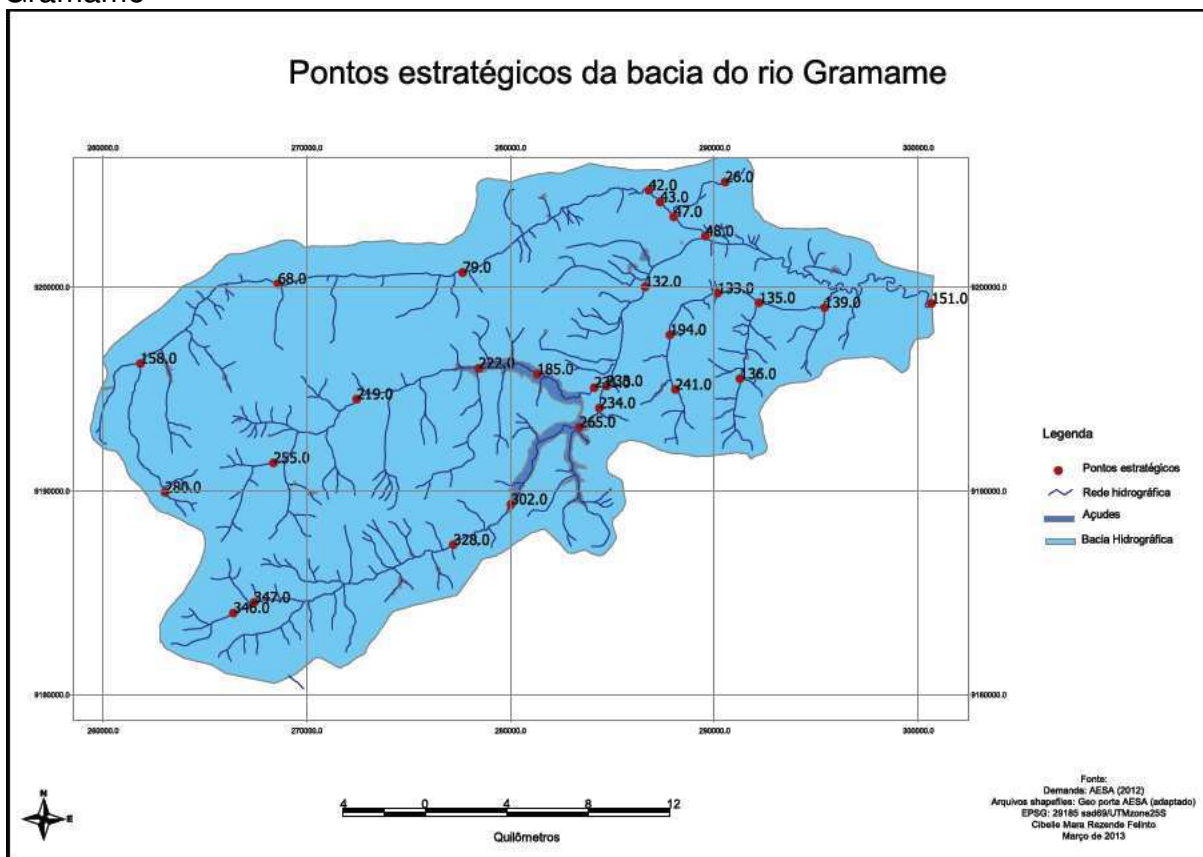 Gramame
Pontos estratégicos da bacia do rio Gramame
260000.0 270000.0 280000.0 290000.0 300000.0
42.0
26.0
43.0
47.0
48.0
79.0
68.0
9200000.0 132.0 133.0 135.0 139.0 151.0 9200000.0
194.0
158.0
222.0
185.0
233.0
136.0
241.0
219.0
234.0
265.0
255.0
280.0
9190000.0 9190000.0
302.0
328.0
347.0
346.0
9180000.0 9180000.0
260000.0 270000.0 280000.0 290000.0 300000.0
Legenda
Pontos estratégicos
Rede hidrográfica
Açudes
Bacia Hidrográfica
N
E
4 0 4 8 12
Quilômetros
Fonte:
Demanda: AESA (2012)
Arquivos shapefiles: Geo porta AESA (adaptado)
EPSG: 29185 sad69/UTMzone25S
Cibelle Mara Rezende Felinto
Março de 2013